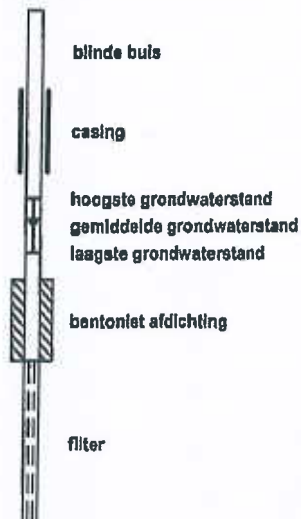 blinde buis
casing
hoogste grondwaterstand
gemiddelde grondwaterstand
laagste grondwaterstand
bentoniet afdichting
filter